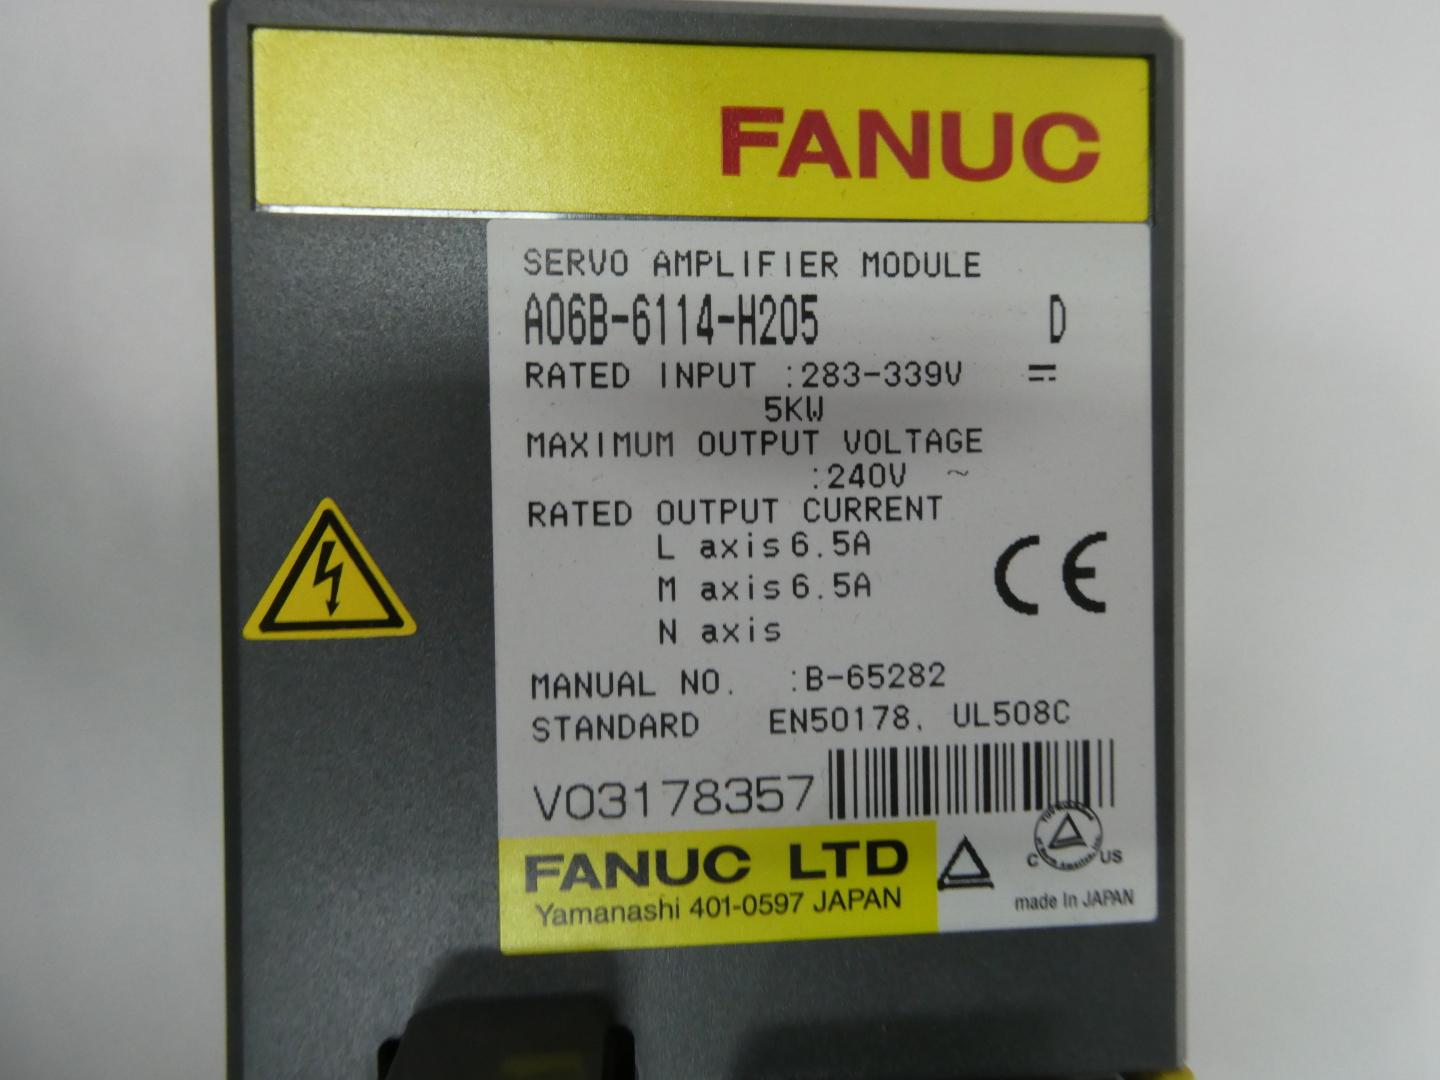 FANUC
SERVO AMPLIFIER MODULE
A06B-6114-H205 D
RATED INPUT :283-339V ⎓
5KW
MAXIMUM OUTPUT VOLTAGE
:240V ~
RATED OUTPUT CURRENT
L axis 6.5A
M axis 6.5A
N axis
CE
MANUAL NO. :B-65282
STANDARD EN50178, UL508C
V03178357
FANUC LTD
Yamanashi 401-0597 JAPAN
C US
made In JAPAN